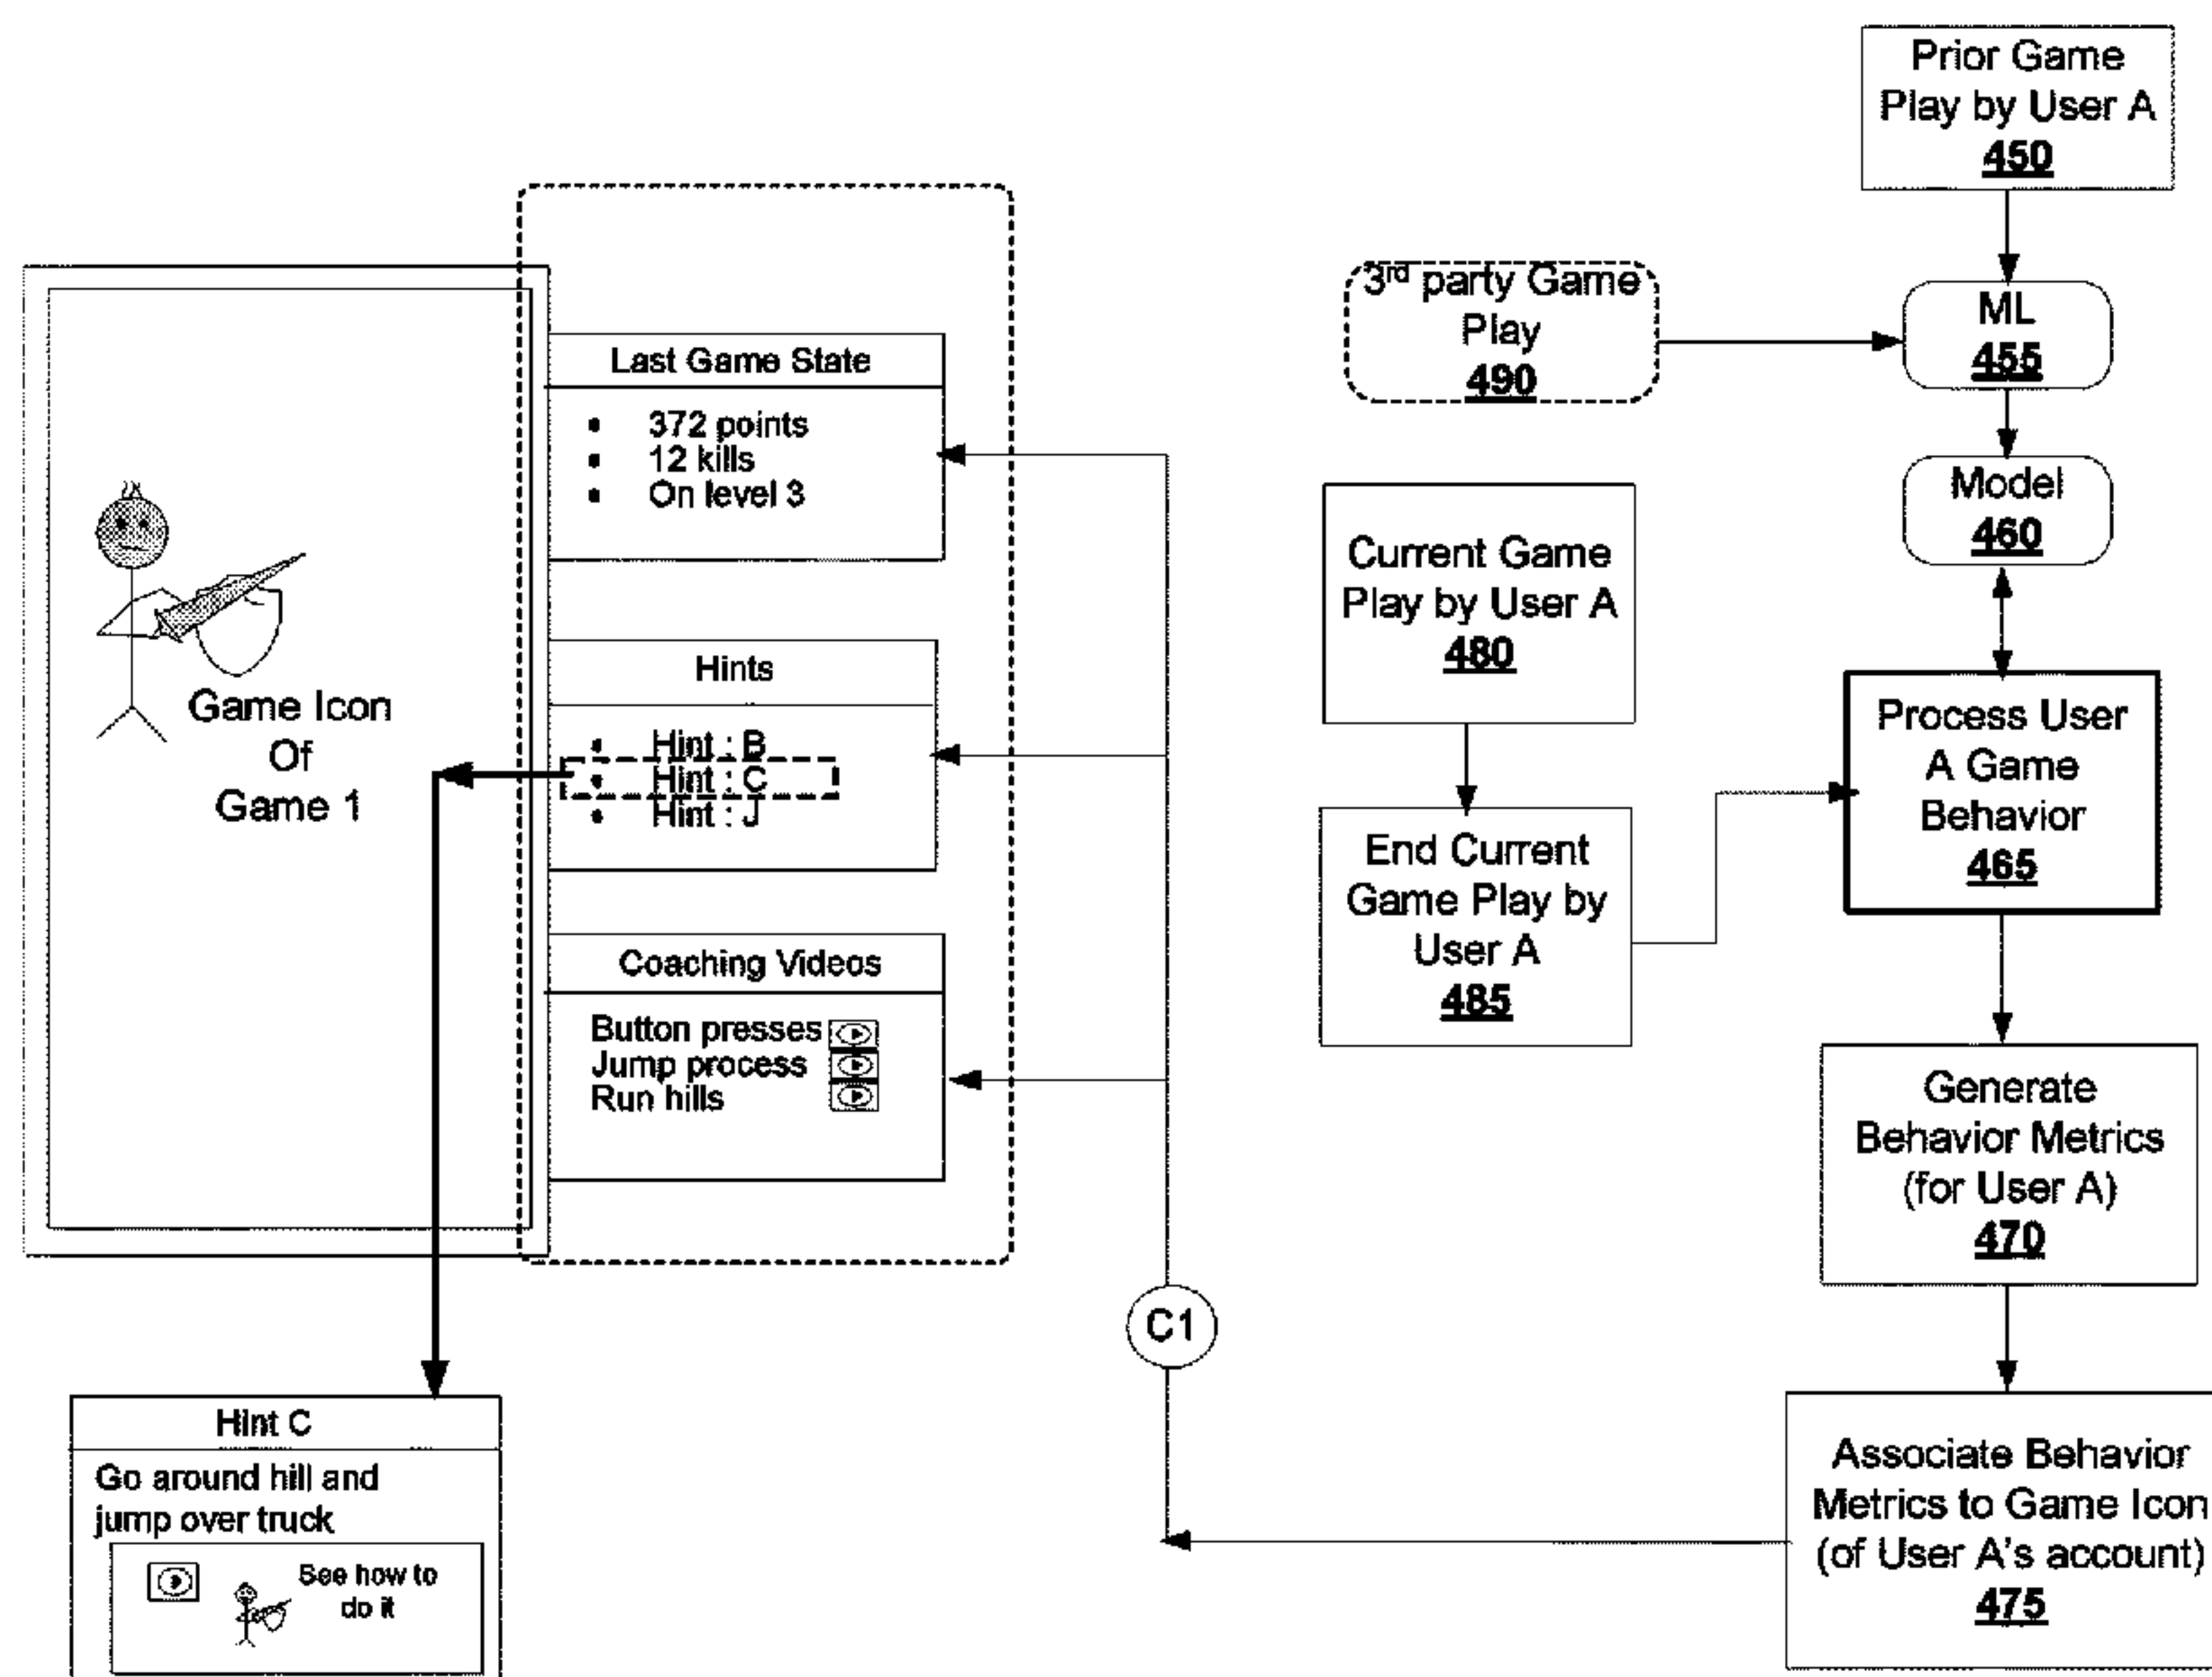 Prior Game
Play by User A
450
3rd party Game
Play
490
ML
455
Model
460
Last Game State
• 372 points
• 12 kills
• On level 3
Current Game
Play by User A
480
Hints
• Hint : B
• Hint : C
• Hint : J
Game Icon
Of
Game 1
Process User
A Game
Behavior
465
End Current
Game Play by
User A
485
Coaching Videos
Button presses
Jump process
Run hills
Generate
Behavior Metrics
(for User A)
470
C1
Hint C
Go around hill and
jump over truck
See how to
do it
Associate Behavior
Metrics to Game Icon
(of User A's account)
475